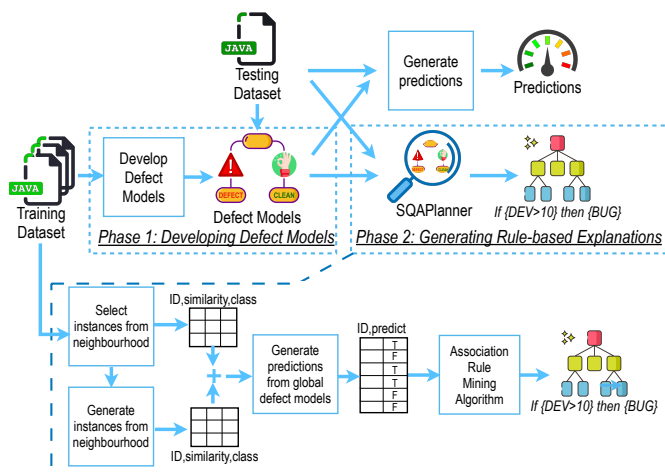 JAVA
Testing
Dataset
Generate
predictions
Predictions
JAVA
Training
Dataset
Develop
Defect
Models
DEFECT
CLEAN
Defect Models
Phase 1: Developing Defect Models
SQAPlanner
If {DEV>10} then {BUG}
Phase 2: Generating Rule-based Explanations
Select
instances from
neighbourhood
ID,similarity,class
Generate
instances from
neighbourhood
ID,similarity,class
Generate
predictions
from global
defect models
ID,predict
T
F
T
T
F
F
Association
Rule
Mining
Algorithm
If {DEV>10} then {BUG}